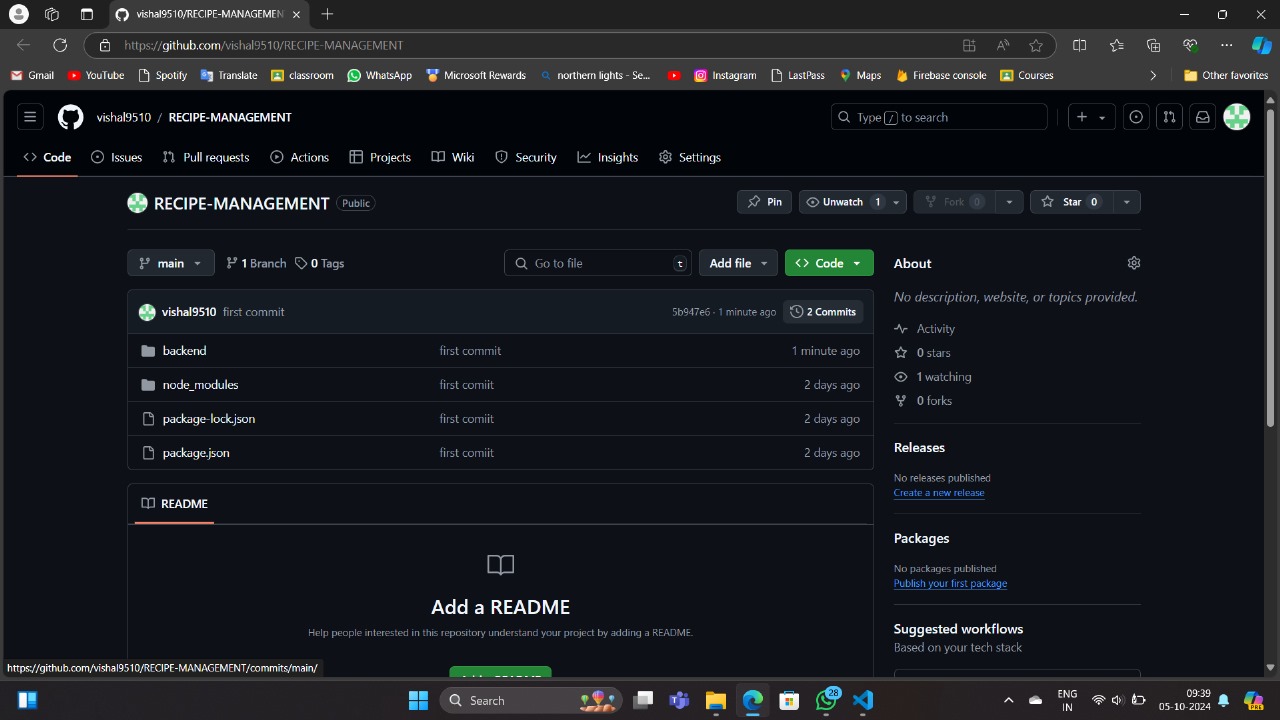 vishal9510/RECIPE-MANAGEMENT
https://github.com/vishal9510/RECIPE-MANAGEMENT
Gmail YouTube Spotify Translate classroom WhatsApp Microsoft Rewards northern lights - Se... Instagram LastPass Maps Firebase console Courses Other favorites
vishal9510 / RECIPE-MANAGEMENT Type / to search
Code Issues Pull requests Actions Projects Wiki Security Insights Settings
RECIPE-MANAGEMENT Public Pin Unwatch 1 Fork 0 Star 0
main 1 Branch 0 Tags Go to file t Add file Code About
No description, website, or topics provided.
vishal9510 first commit 5b947e6 · 1 minute ago 2 Commits
Activity
backend first commit 1 minute ago
0 stars
1 watching
node_modules first comiit 2 days ago
0 forks
package-lock.json first comiit 2 days ago
Releases
package.json first comiit 2 days ago
No releases published
Create a new release
README
Packages
No packages published
Publish your first package
Add a README
Help people interested in this repository understand your project by adding a README.
Suggested workflows
Based on your tech stack
https://github.com/vishal9510/RECIPE-MANAGEMENT/commits/main/
Search 28 ENG IN 09:39 05-10-2024 PRE